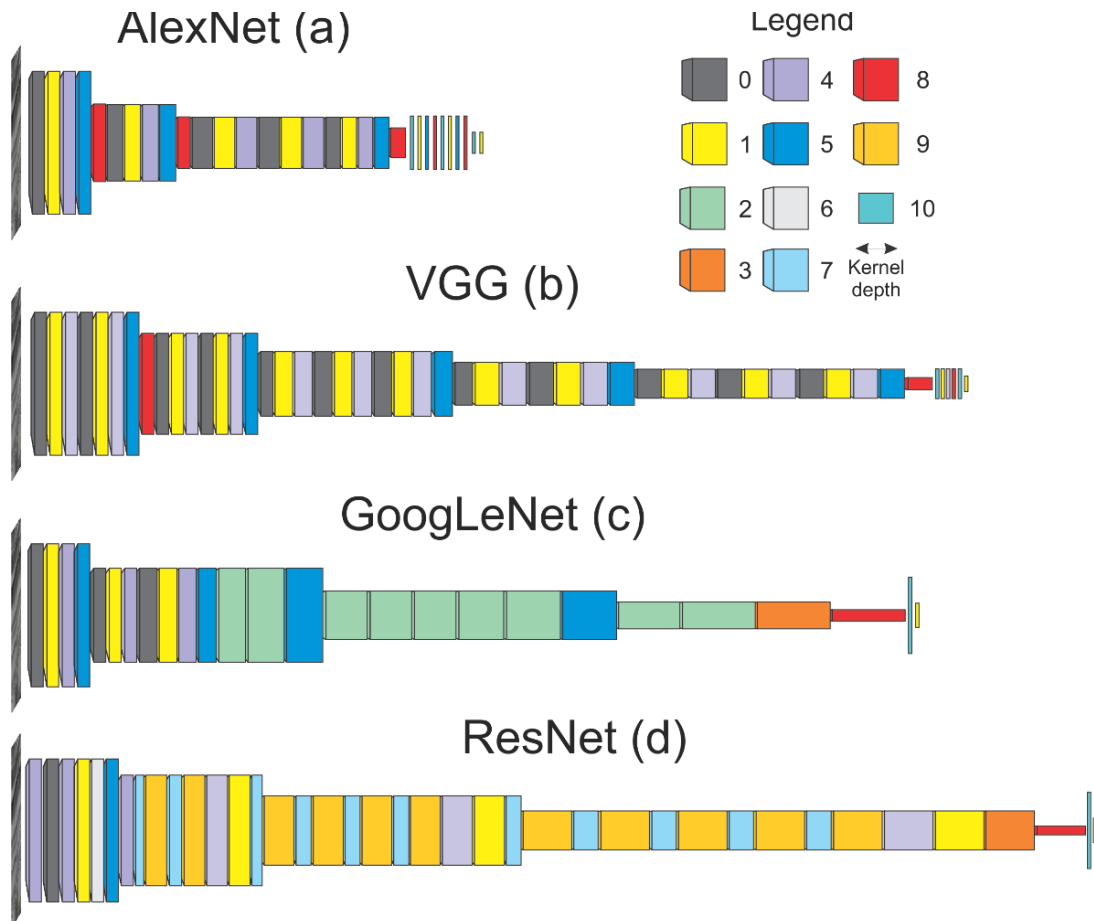 AlexNet (a)
Legend
0 4 8
1 5 9
2 6 10
3 7 Kernel
depth
VGG (b)
GoogLeNet (c)
ResNet (d)